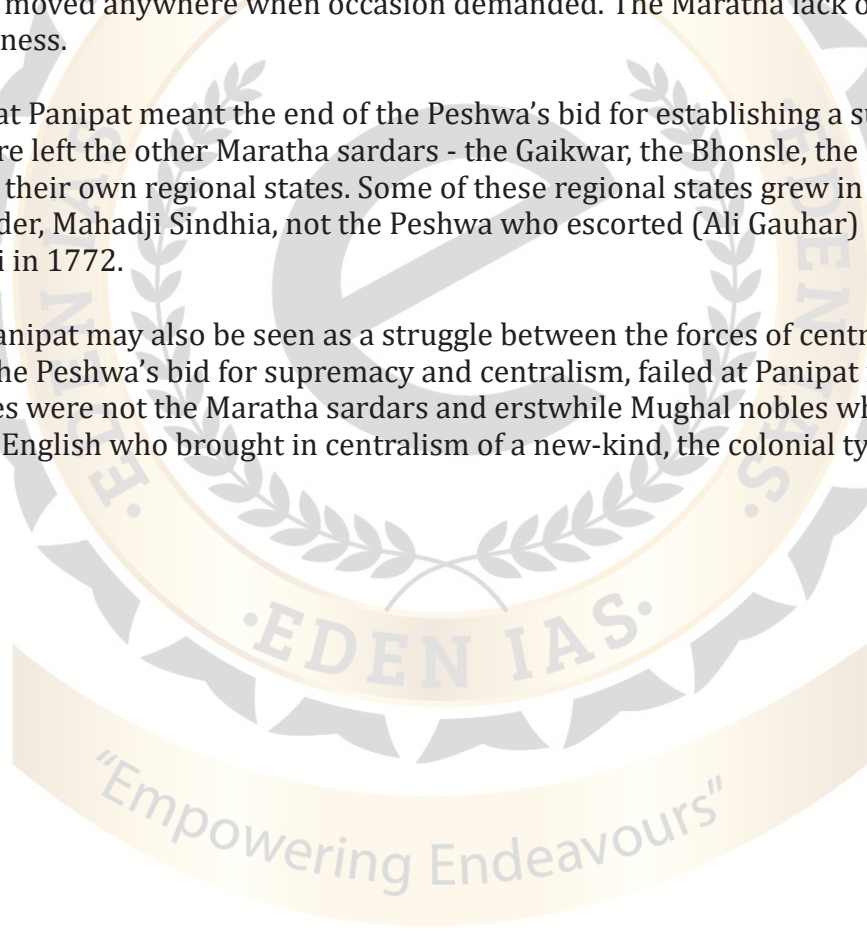 moved anywhere when occasion demanded. The Maratha lack o
ness.
at Panipat meant the end of the Peshwa's bid for establishing a s
re left the other Maratha sardars - the Gaikwar, the Bhonsle, the
their own regional states. Some of these regional states grew in
der, Mahadji Sindhia, not the Peshwa who escorted (Ali Gauhar)
i in 1772.
anipat may also be seen as a struggle between the forces of centr
he Peshwa's bid for supremacy and centralism, failed at Panipat
es were not the Maratha sardars and erstwhile Mughal nobles wh
English who brought in centralism of a new-kind, the colonial ty
·EDEN IAS·
·EDEN IAS·
"Empowering Endeavours"